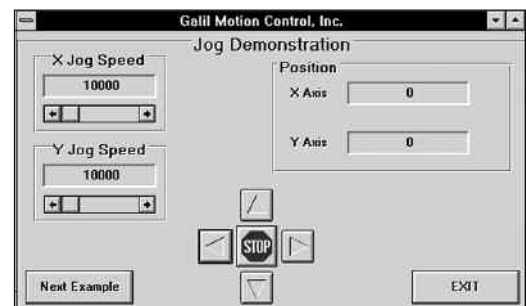 Galil Motion Control, Inc.
Jog Demonstration
X Jog Speed
10000
Y Jog Speed
10000
Position
X Axis 0
Y Axis 0
STOP
Next Example
EXIT